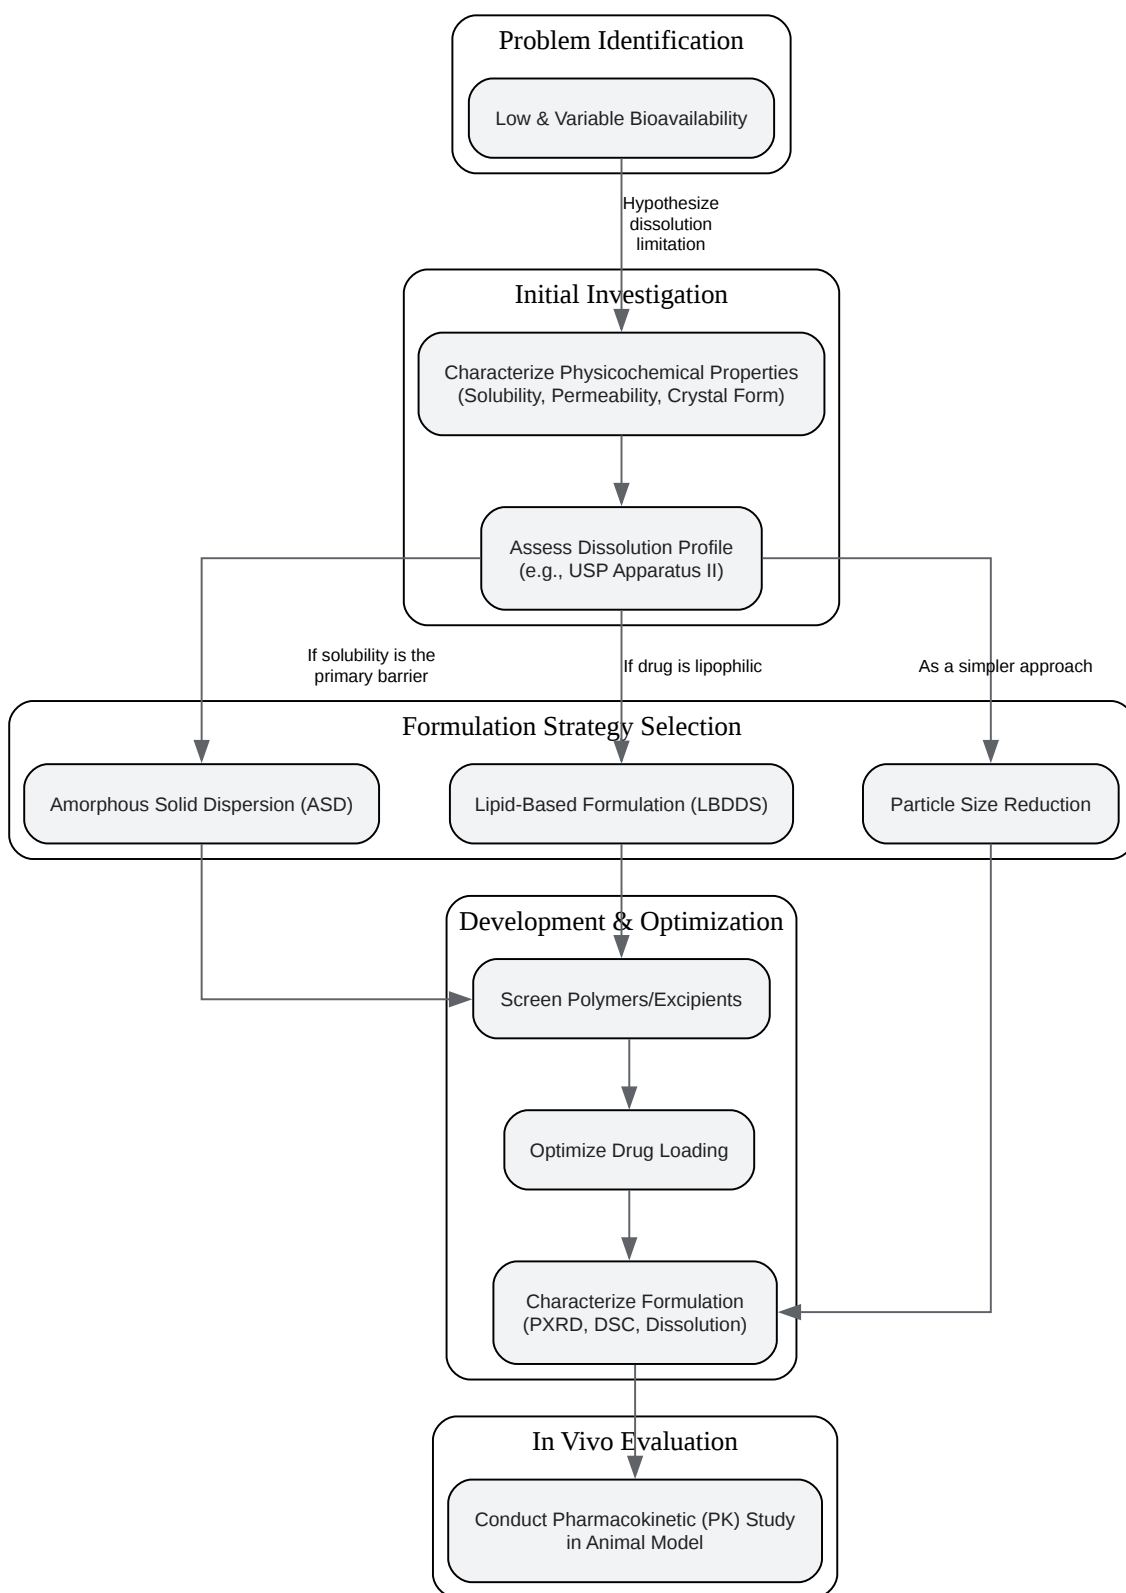 Problem Identification
Low & Variable Bioavailability
Hypothesize
dissolution
limitation
Initial Investigation
Characterize Physicochemical Properties
(Solubility, Permeability, Crystal Form)
Assess Dissolution Profile
(e.g., USP Apparatus II)
If solubility is the
primary barrier
If drug is lipophilic
As a simpler approach
Formulation Strategy Selection
Amorphous Solid Dispersion (ASD)
Lipid-Based Formulation (LBDDS)
Particle Size Reduction
Development & Optimization
Screen Polymers/Excipients
Optimize Drug Loading
Characterize Formulation
(PXRD, DSC, Dissolution)
In Vivo Evaluation
Conduct Pharmacokinetic (PK) Study
in Animal Model